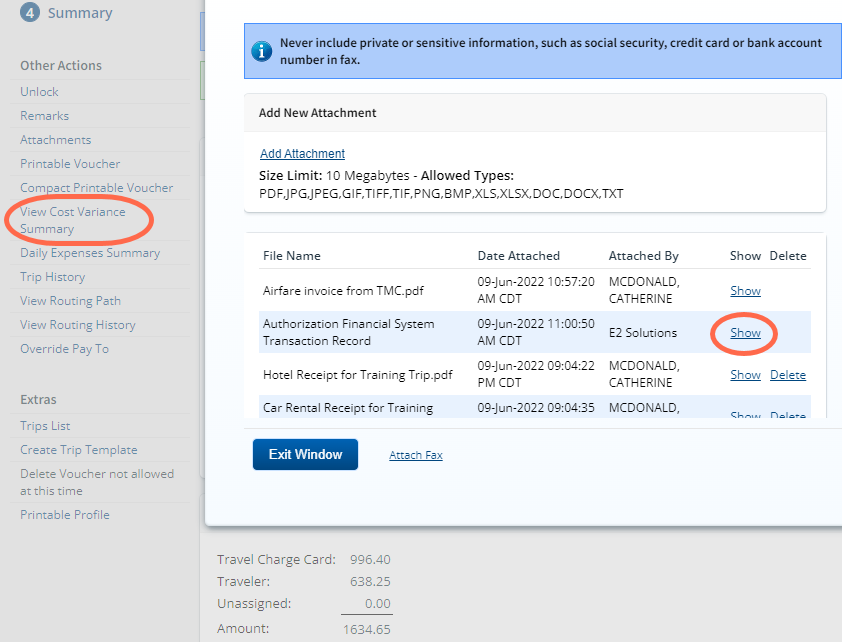 4 Summary
Other Actions
Unlock
Remarks
Attachments
Printable Voucher
Compact Printable Voucher
View Cost Variance
Summary
Daily Expenses Summary
Trip History
View Routing Path
View Routing History
Override Pay To
Extras
Trips List
Create Trip Template
Delete Voucher not allowed
at this time
Printable Profile
Never include private or sensitive information, such as social security, credit card or bank account
number in fax.
Add New Attachment
Add Attachment
Size Limit: 10 Megabytes - Allowed Types:
PDF,JPG,JPEG,GIF,TIFF,TIF,PNG,BMP,XLS,XLSX,DOC,DOCX,TXT
File Name Date Attached Attached By Show Delete
Airfare invoice from TMC.pdf 09-Jun-2022 10:57:20 MCDONALD, Show
AM CDT CATHERINE
Authorization Financial System 09-Jun-2022 11:00:50 E2 Solutions Show
Transaction Record AM CDT
Hotel Receipt for Training Trip.pdf 09-Jun-2022 09:04:22 MCDONALD, Show Delete
PM CDT CATHERINE
Car Rental Receipt for Training 09-Jun-2022 09:04:35 MCDONALD, Show Delete
Exit Window Attach Fax
Travel Charge Card: 996.40
Traveler: 638.25
Unassigned: 0.00
Amount: 1634.65